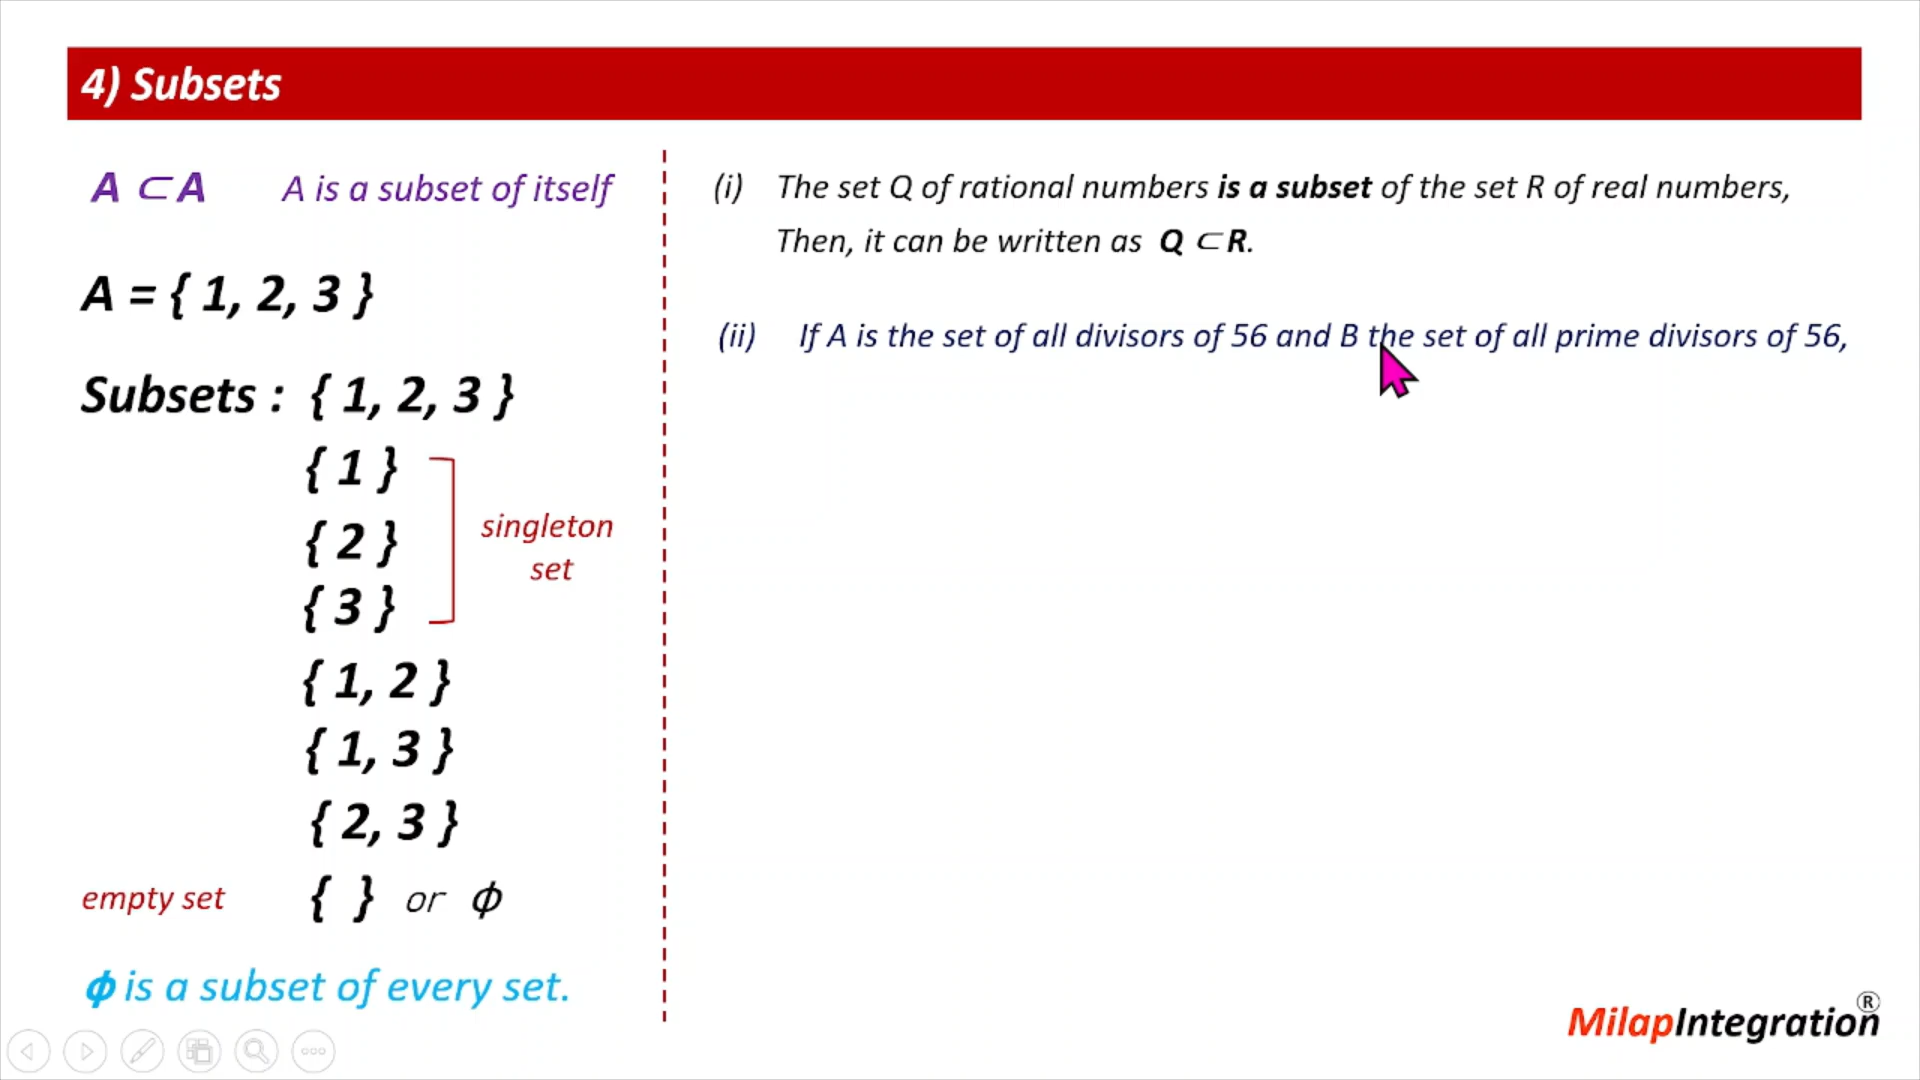 4) Subsets
A ⊂ A A is a subset of itself
A = { 1, 2, 3 }
Subsets : { 1, 2, 3 }
{ 1 }
{ 2 }
{ 3 }
singleton
set
{ 1, 2 }
{ 1, 3 }
{ 2, 3 }
empty set { } or ϕ
ϕ is a subset of every set.
(i) The set Q of rational numbers is a subset of the set R of real numbers,
Then, it can be written as Q ⊂ R.
(ii) If A is the set of all divisors of 56 and B the set of all prime divisors of 56,
MilapIntegration ®